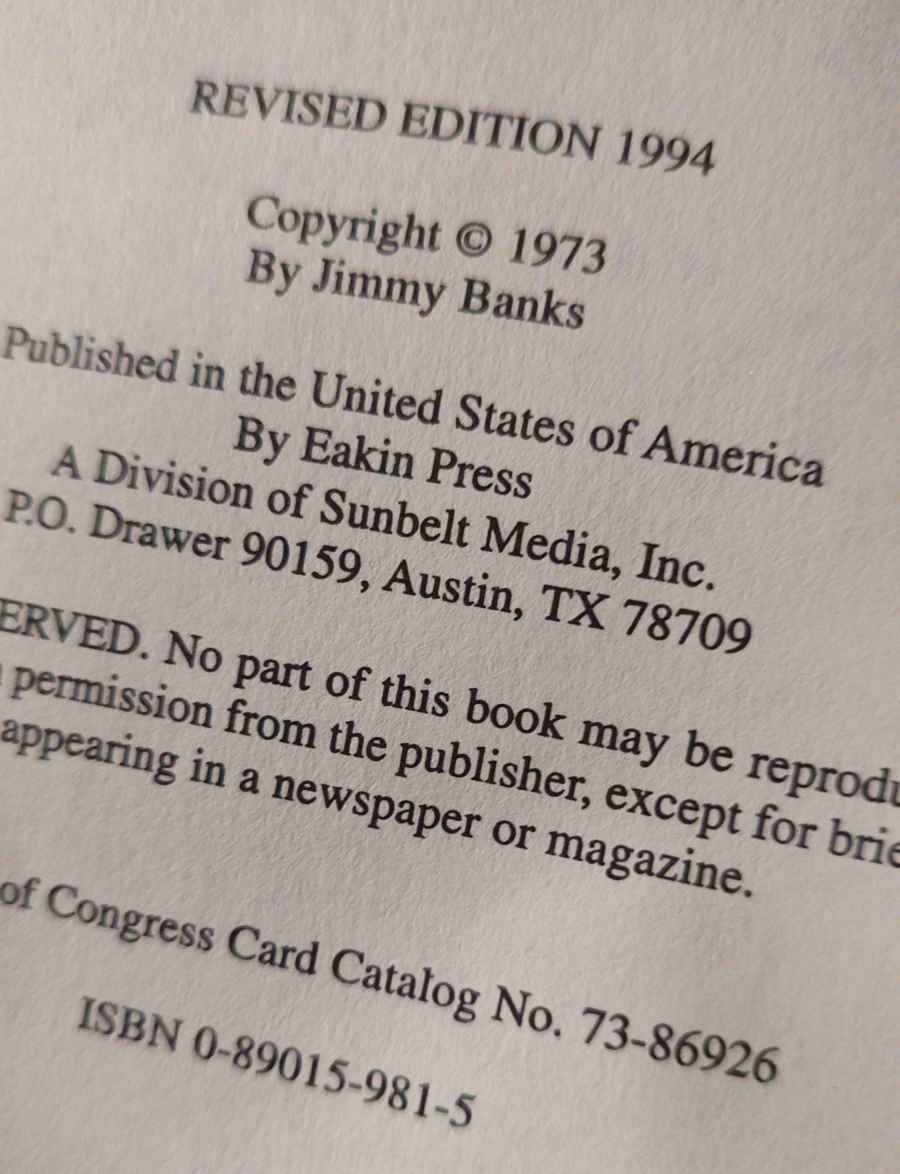 REVISED EDITION 1994
Copyright © 1973
By Jimmy Banks
Published in the United States of America
By Eakin Press
A Division of Sunbelt Media, Inc.
P.O. Drawer 90159, Austin, TX 78709
ERVED. No part of this book may be reprodu
permission from the publisher, except for brie
appearing in a newspaper or magazine.
of Congress Card Catalog No. 73-86926
ISBN 0-89015-981-5